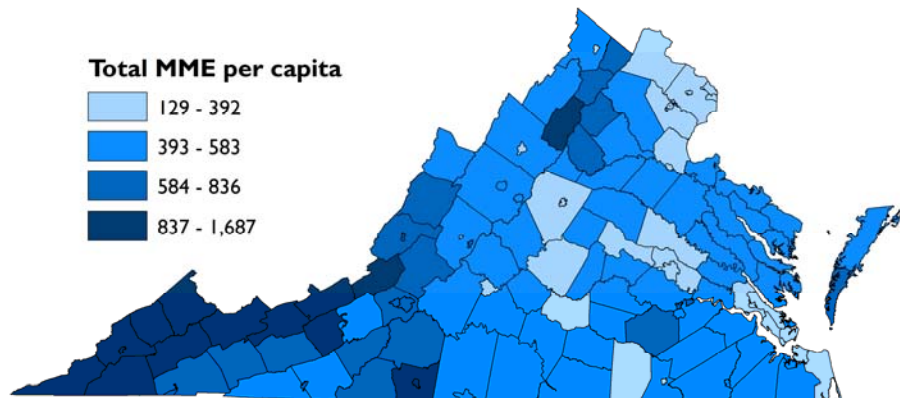 Total MME per capita
129 - 392
393 - 583
584 - 836
837 - 1,687